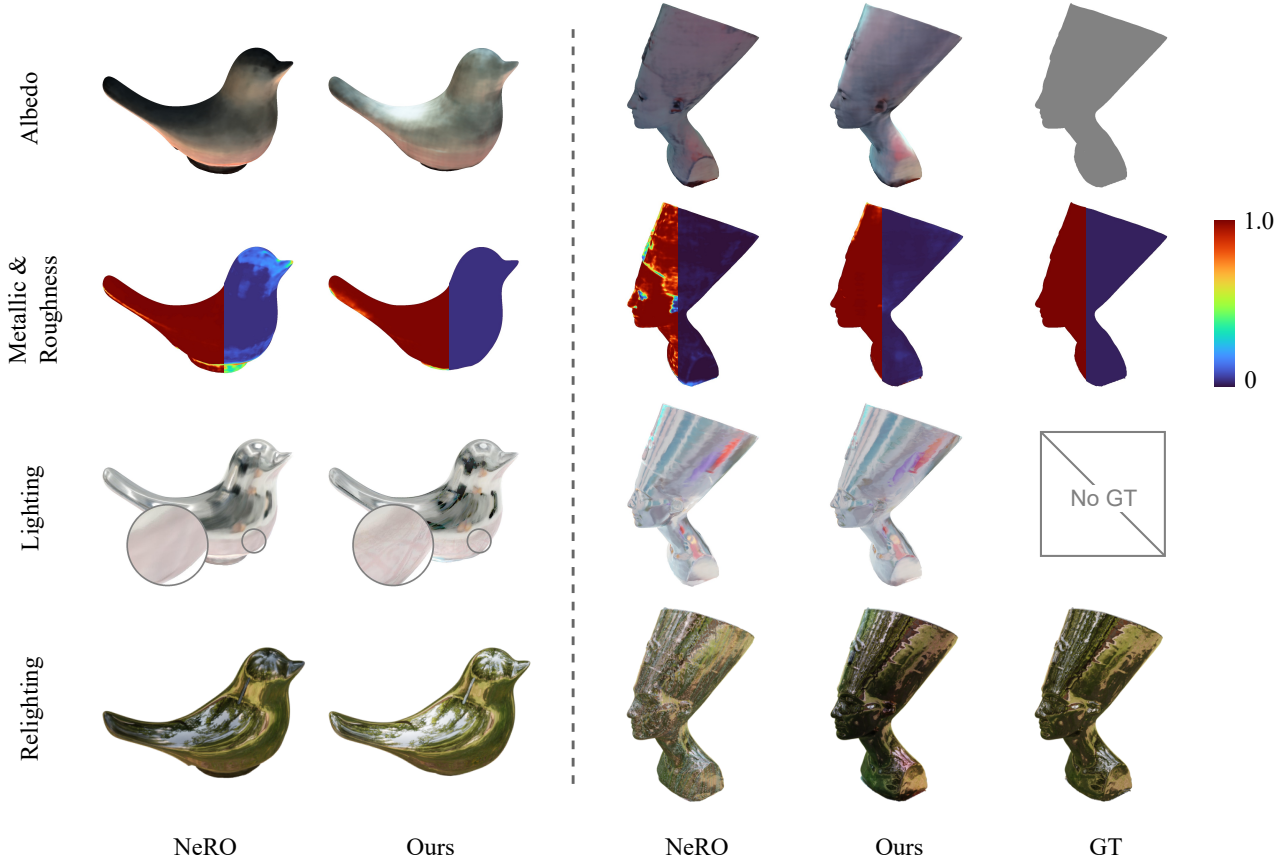 Albedo
Metallic &
Roughness
1.0
0
Lighting
No GT
Relighting
NeRO
Ours
NeRO
Ours
GT